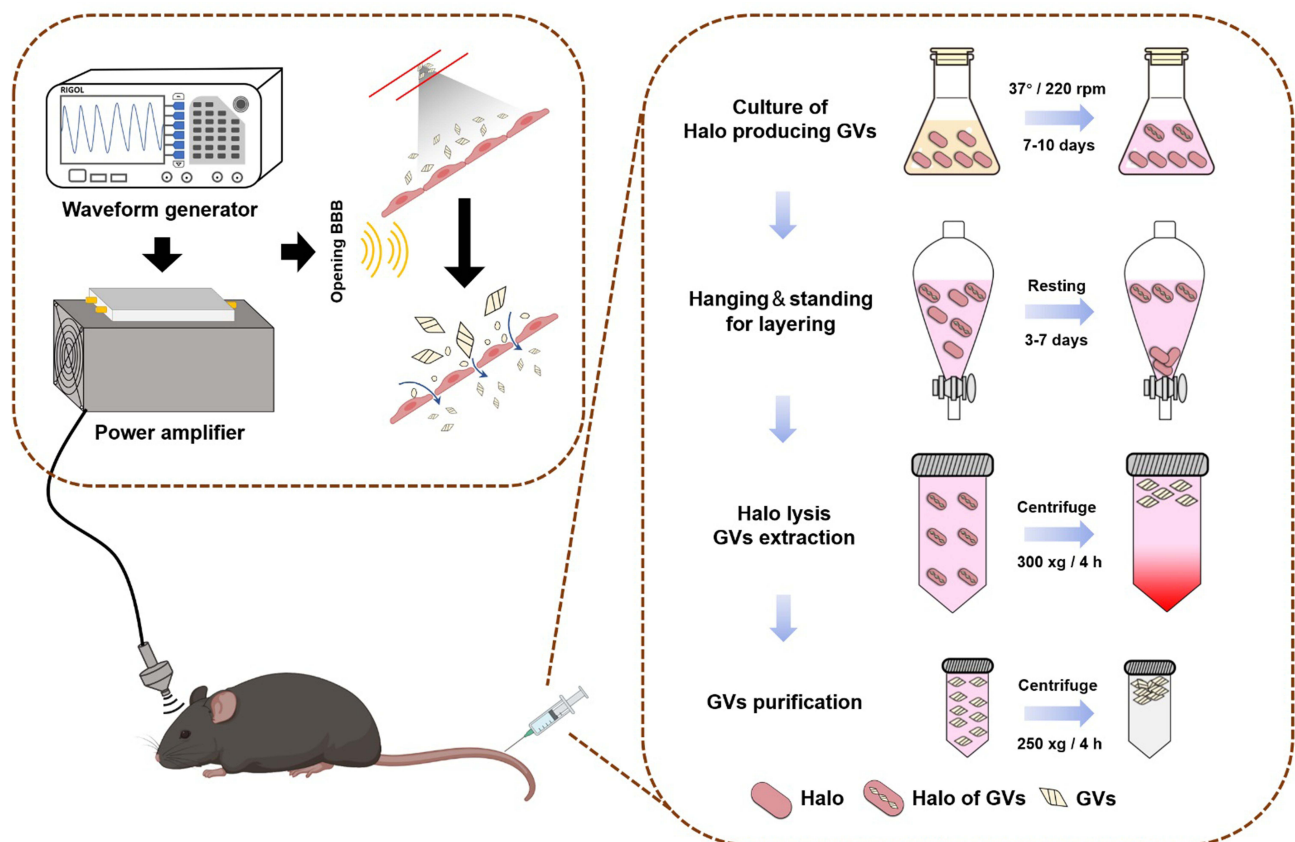 RIGOL
Waveform generator
Opening BBB
Power amplifier
Culture of
Halo producing GVs
37° / 220 rpm
7-10 days
Hanging & standing
for layering
Resting
3-7 days
Halo lysis
GVs extraction
Centrifuge
300 xg / 4 h
GVs purification
Centrifuge
250 xg / 4 h
Halo
Halo of GVs
GVs